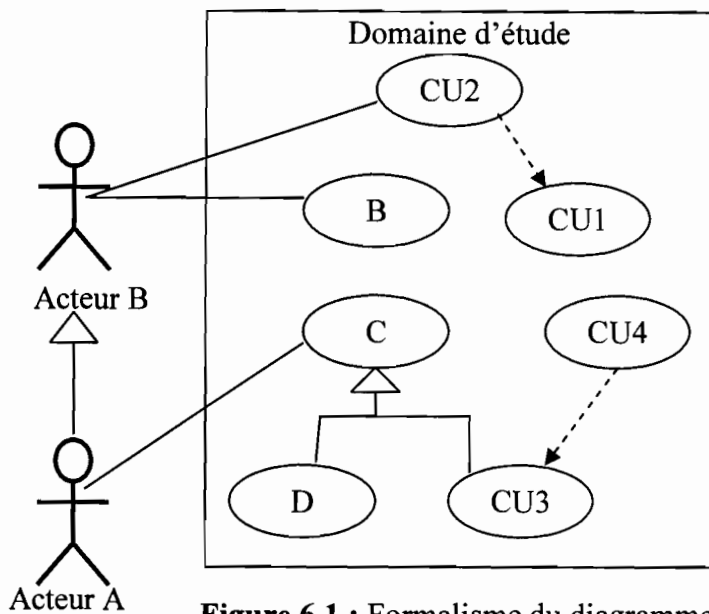 Domaine d'étude
CU2
B
CU1
Acteur B
C
CU4
D
CU3
Acteur A
Figure 6.1 : Formalisme du diagramme